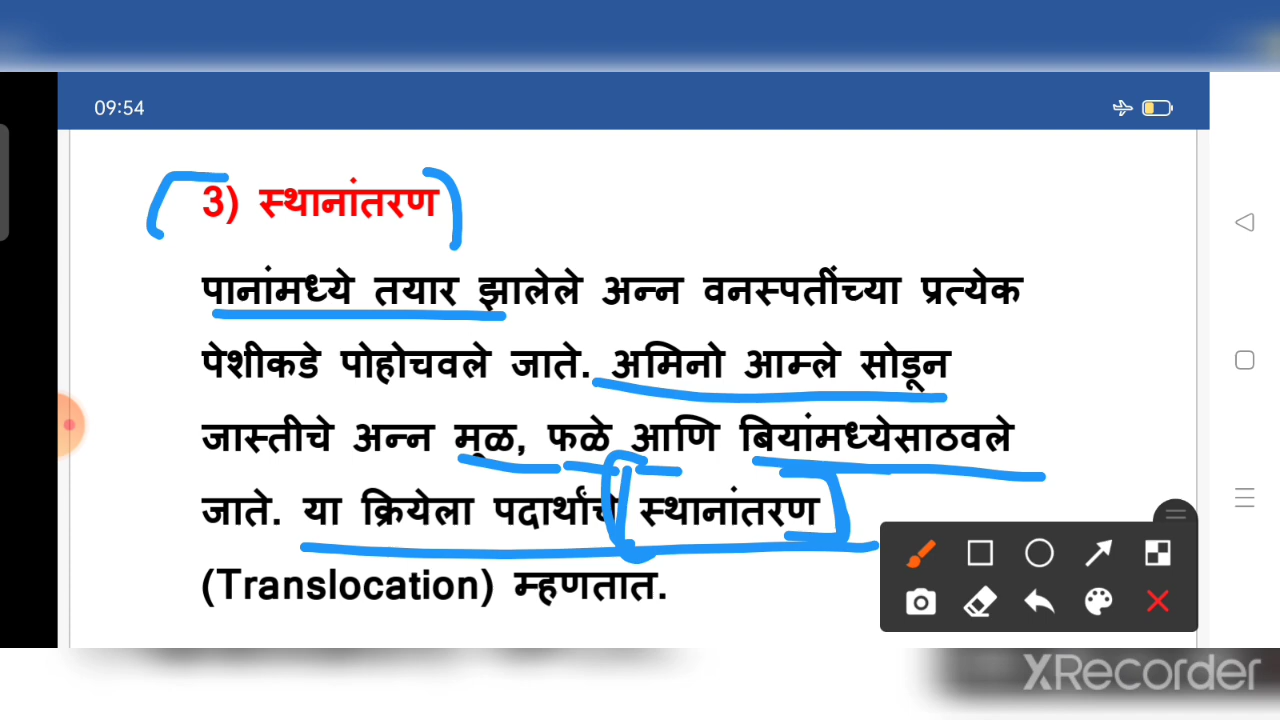 09:54
3) स्थानांतरण
पानांमध्ये तयार झालेले अन्न वनस्पतींच्या प्रत्येक
पेशीकडे पोहोचवले जाते. अमिनो आम्ले सोडून
जास्तीचे अन्न मूळ, फळे आणि बियांमध्येसाठवले
जाते. या क्रियेला पदार्थांचे स्थानांतरण
(Translocation) म्हणतात.
XRecorder